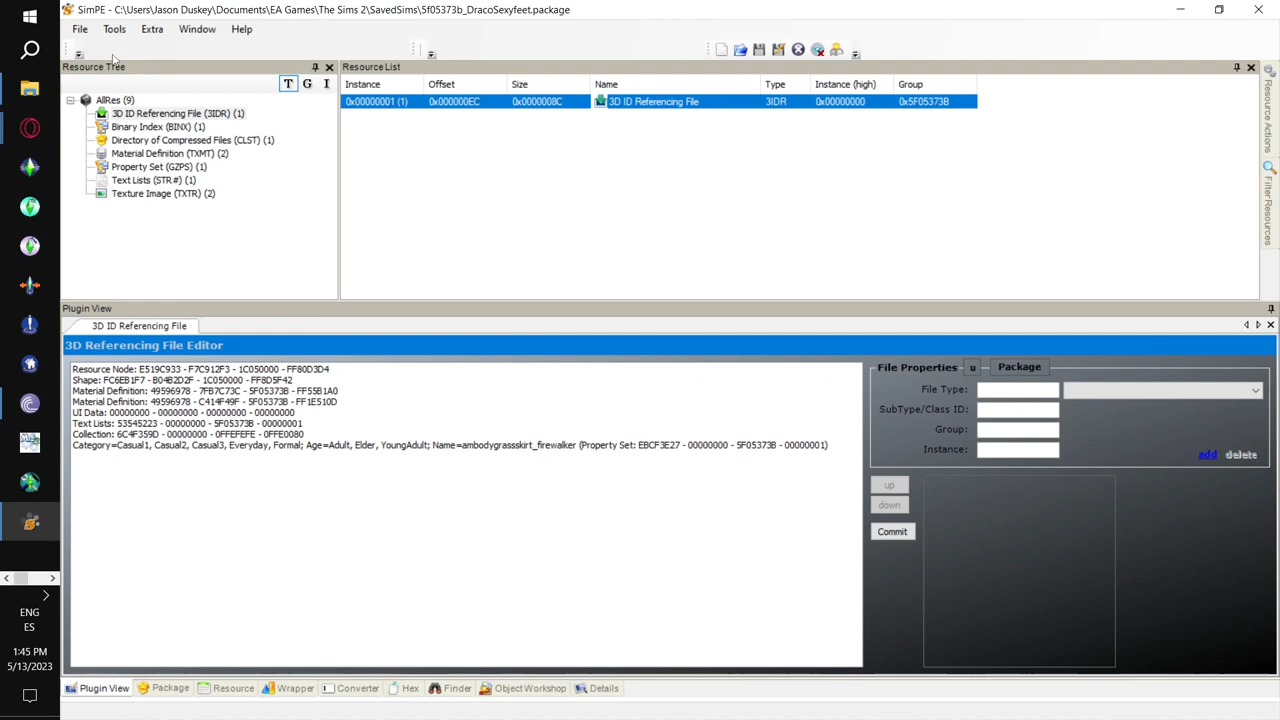 SimPE - C:\Users\Jason Duskey\Documents\EA Games\The Sims 2\SavedSims\5f05373b_DracoSexyfeet.package
File Tools Extra Window Help
Resource Tree
T G I
AllRes (9)
3D ID Referencing File (3IDR) (1)
Binary Index (BINX) (1)
Directory of Compressed Files (CLST) (1)
Material Definition (TXMT) (2)
Property Set (GZPS) (1)
Text Lists (STR#) (1)
Texture Image (TXTR) (2)
Resource List
Instance Offset Size Name Type Instance (high) Group
0x00000001 (1) 0x000000EC 0x0000008C 3D ID Referencing File 3IDR 0x00000000 0x5F05373B
Resource Actions
Filter Resources
Plugin View
3D ID Referencing File
3D Referencing File Editor
Resource Node: E519C933 - F7C912F3 - 1C050000 - FF80D3D4
Shape: FC6EB1F7 - B04B2D2F - 1C050000 - FF8D5F42
Material Definition: 49596978 - 7FB7C73C - 5F05373B - FF55B1A0
Material Definition: 49596978 - C414F49F - 5F05373B - FF1E510D
UI Data: 00000000 - 00000000 - 00000000 - 00000000
Text Lists: 53545223 - 00000000 - 5F05373B - 00000001
Collection: 6C4F359D - 00000000 - 0FFEFEFE - 0FFE0080
Category=Casual1, Casual2, Casual3, Everyday, Formal; Age=Adult, Elder, YoungAdult; Name=ambodygrassskirt_firewalker (Property Set: EBCF3E27 - 00000000 - 5F05373B - 00000001)
File Properties u Package
File Type:
SubType/Class ID:
Group:
Instance:
add delete
up
down
Commit
Plugin View Package Resource Wrapper Converter Hex Finder Object Workshop Details
ENG
ES
1:45 PM
5/13/2023